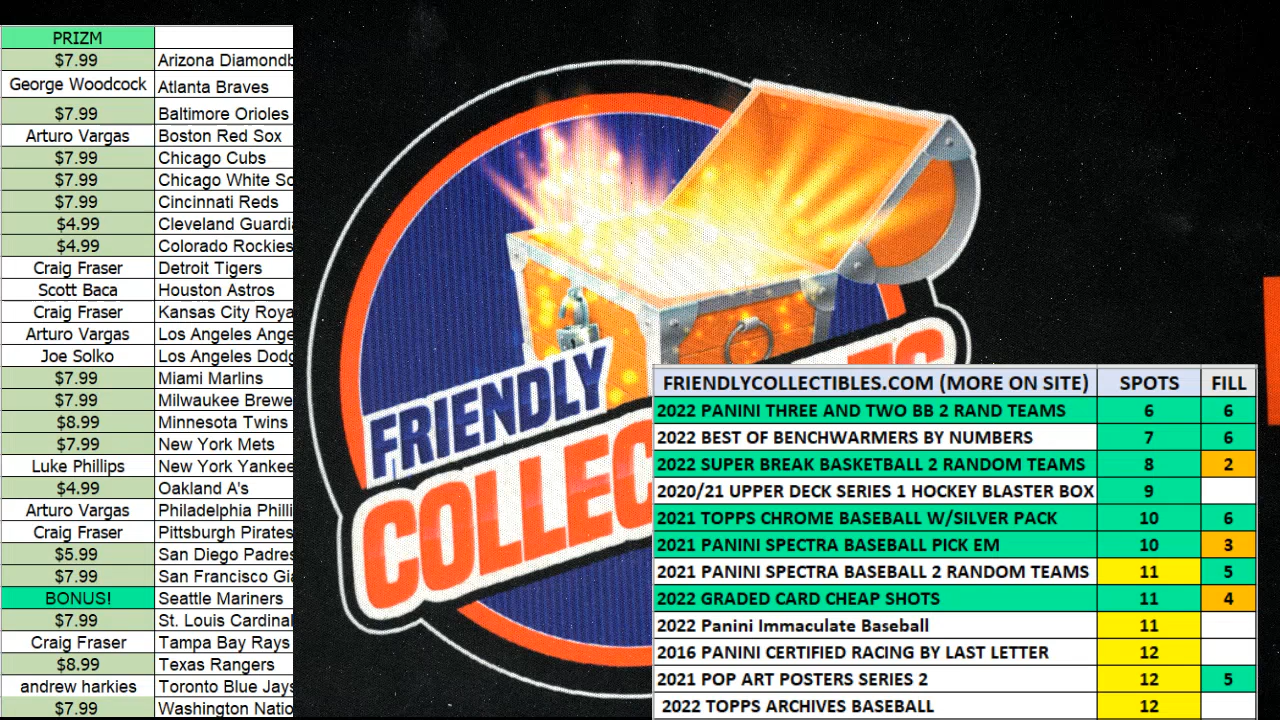 PRIZM
$7.99 Arizona Diamondb
George Woodcock Atlanta Braves
$7.99 Baltimore Orioles
Arturo Vargas Boston Red Sox
$7.99 Chicago Cubs
$7.99 Chicago White So
$7.99 Cincinnati Reds
$4.99 Cleveland Guardi
$4.99 Colorado Rockies
Craig Fraser Detroit Tigers
Scott Baca Houston Astros
Craig Fraser Kansas City Roya
Arturo Vargas Los Angeles Ange
Joe Solko Los Angeles Dodg
$7.99 Miami Marlins
$7.99 Milwaukee Brewe
$8.99 Minnesota Twins
$7.99 New York Mets
Luke Phillips New York Yankee
$4.99 Oakland A's
Arturo Vargas Philadelphia Philli
Craig Fraser Pittsburgh Pirates
$5.99 San Diego Padres
$7.99 San Francisco Gia
BONUS! Seattle Mariners
$7.99 St. Louis Cardinal
Craig Fraser Tampa Bay Rays
$8.99 Texas Rangers
andrew harkies Toronto Blue Jays
$7.99 Washington Natio
FRIENDLY
COLLEC
ES
FRIENDLYCOLLECTIBLES.COM (MORE ON SITE) SPOTS FILL
2022 PANINI THREE AND TWO BB 2 RAND TEAMS 6 6
2022 BEST OF BENCHWARMERS BY NUMBERS 7 6
2022 SUPER BREAK BASKETBALL 2 RANDOM TEAMS 8 2
2020/21 UPPER DECK SERIES 1 HOCKEY BLASTER BOX 9
2021 TOPPS CHROME BASEBALL W/SILVER PACK 10 6
2021 PANINI SPECTRA BASEBALL PICK EM 10 3
2021 PANINI SPECTRA BASEBALL 2 RANDOM TEAMS 11 5
2022 GRADED CARD CHEAP SHOTS 11 4
2022 Panini Immaculate Baseball 11
2016 PANINI CERTIFIED RACING BY LAST LETTER 12
2021 POP ART POSTERS SERIES 2 12 5
2022 TOPPS ARCHIVES BASEBALL 12